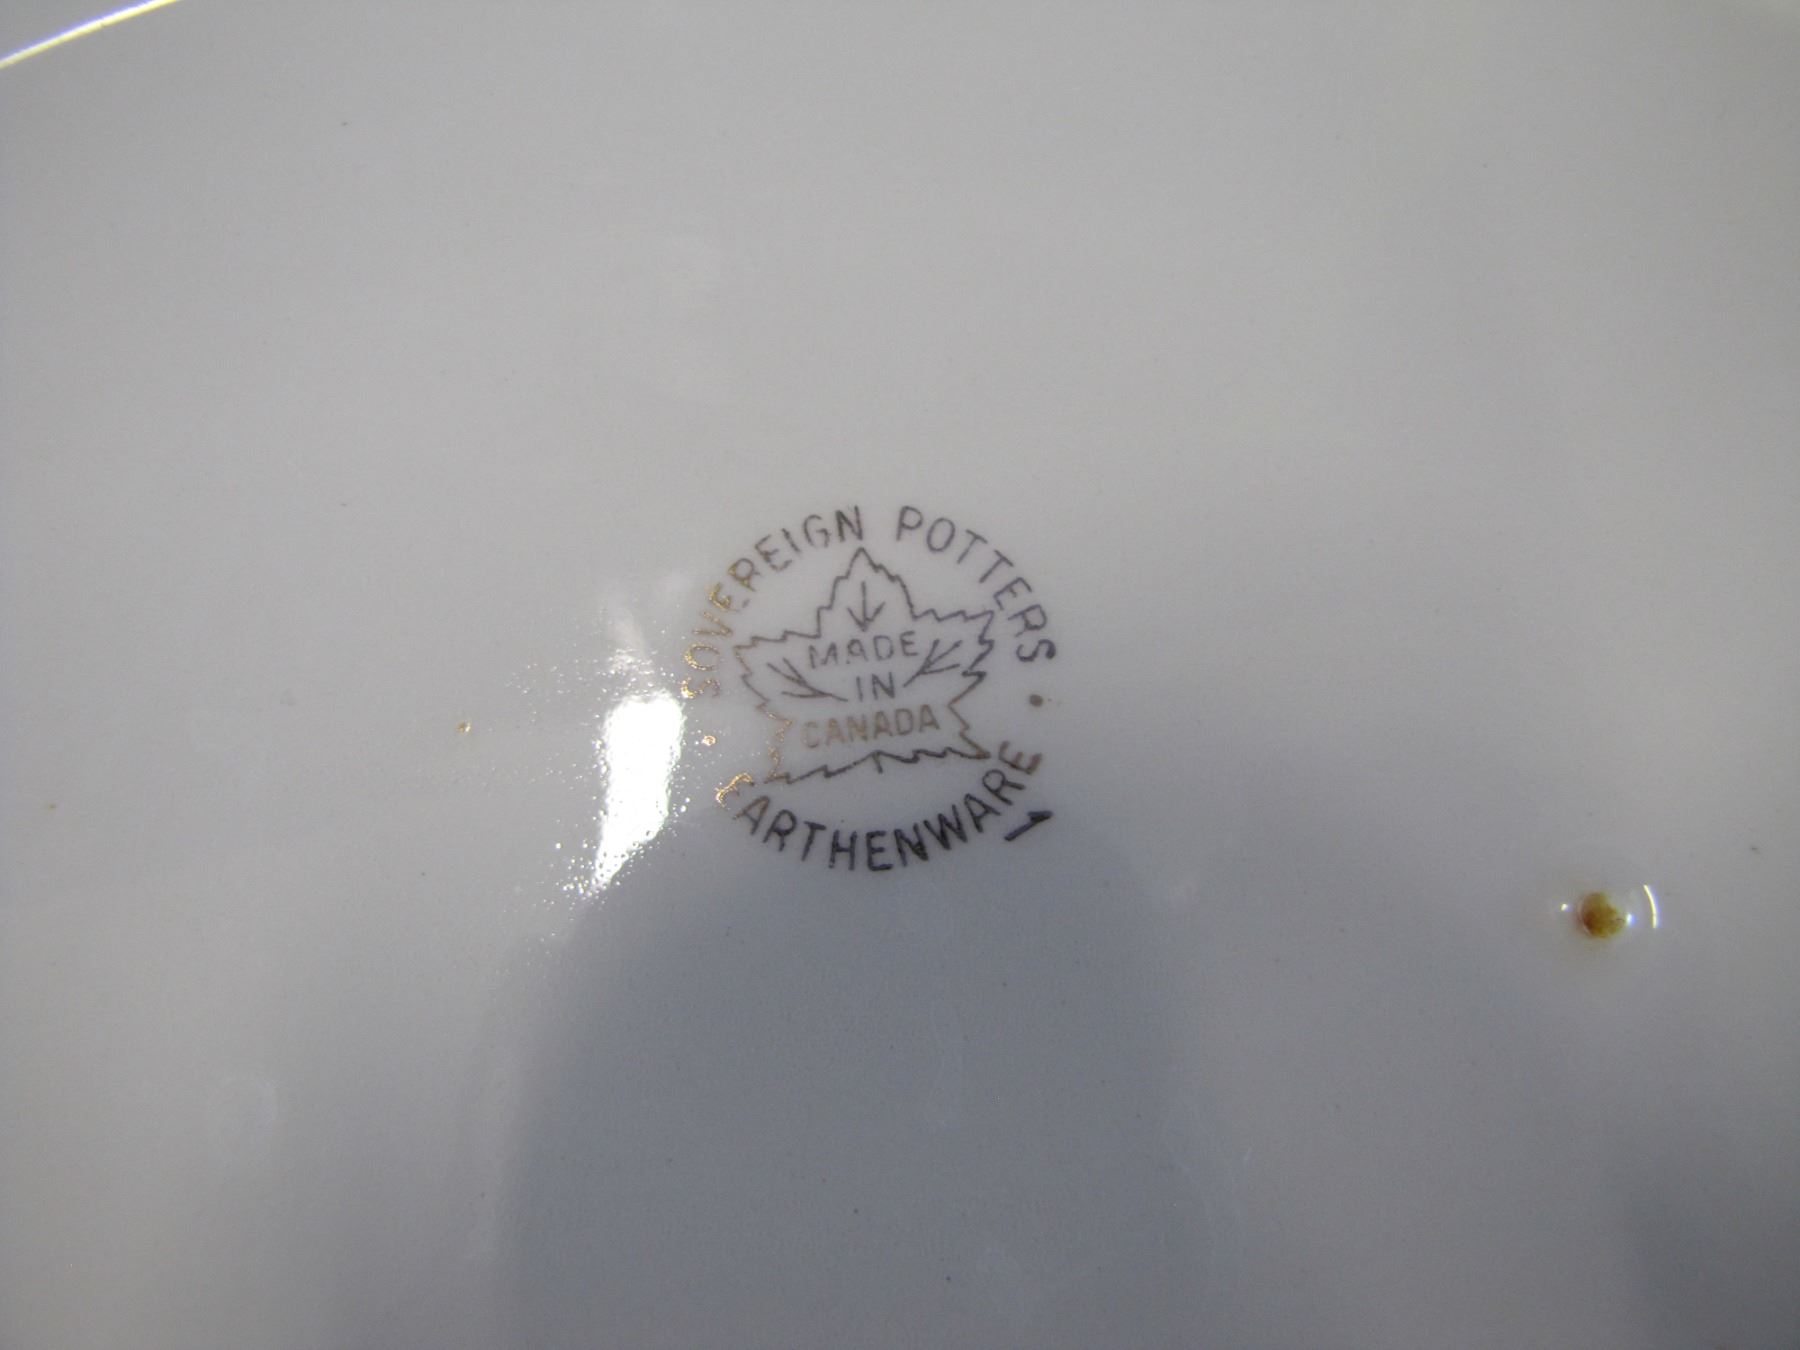 SOVEREIGN POTTERS
MADE
IN
CANADA
EARTHENWARE
1